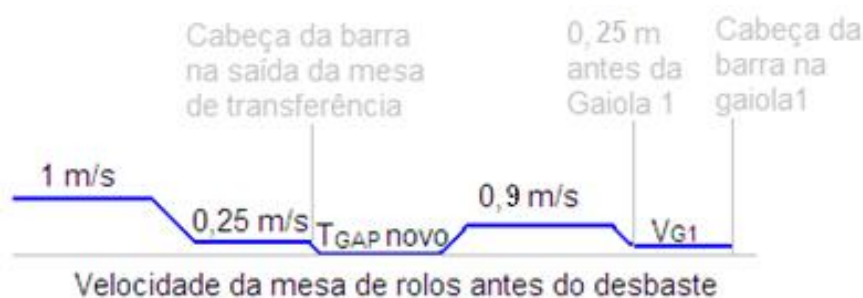 Cabeça da barra
na saída da mesa
de transferência
0,25 m
antes da
Gaiola 1
Cabeça da
barra na
gaiola1
1 m/s
0,25 m/s
TGAP novo
0,9 m/s
VG1
Velocidade da mesa de rolos antes do desbaste